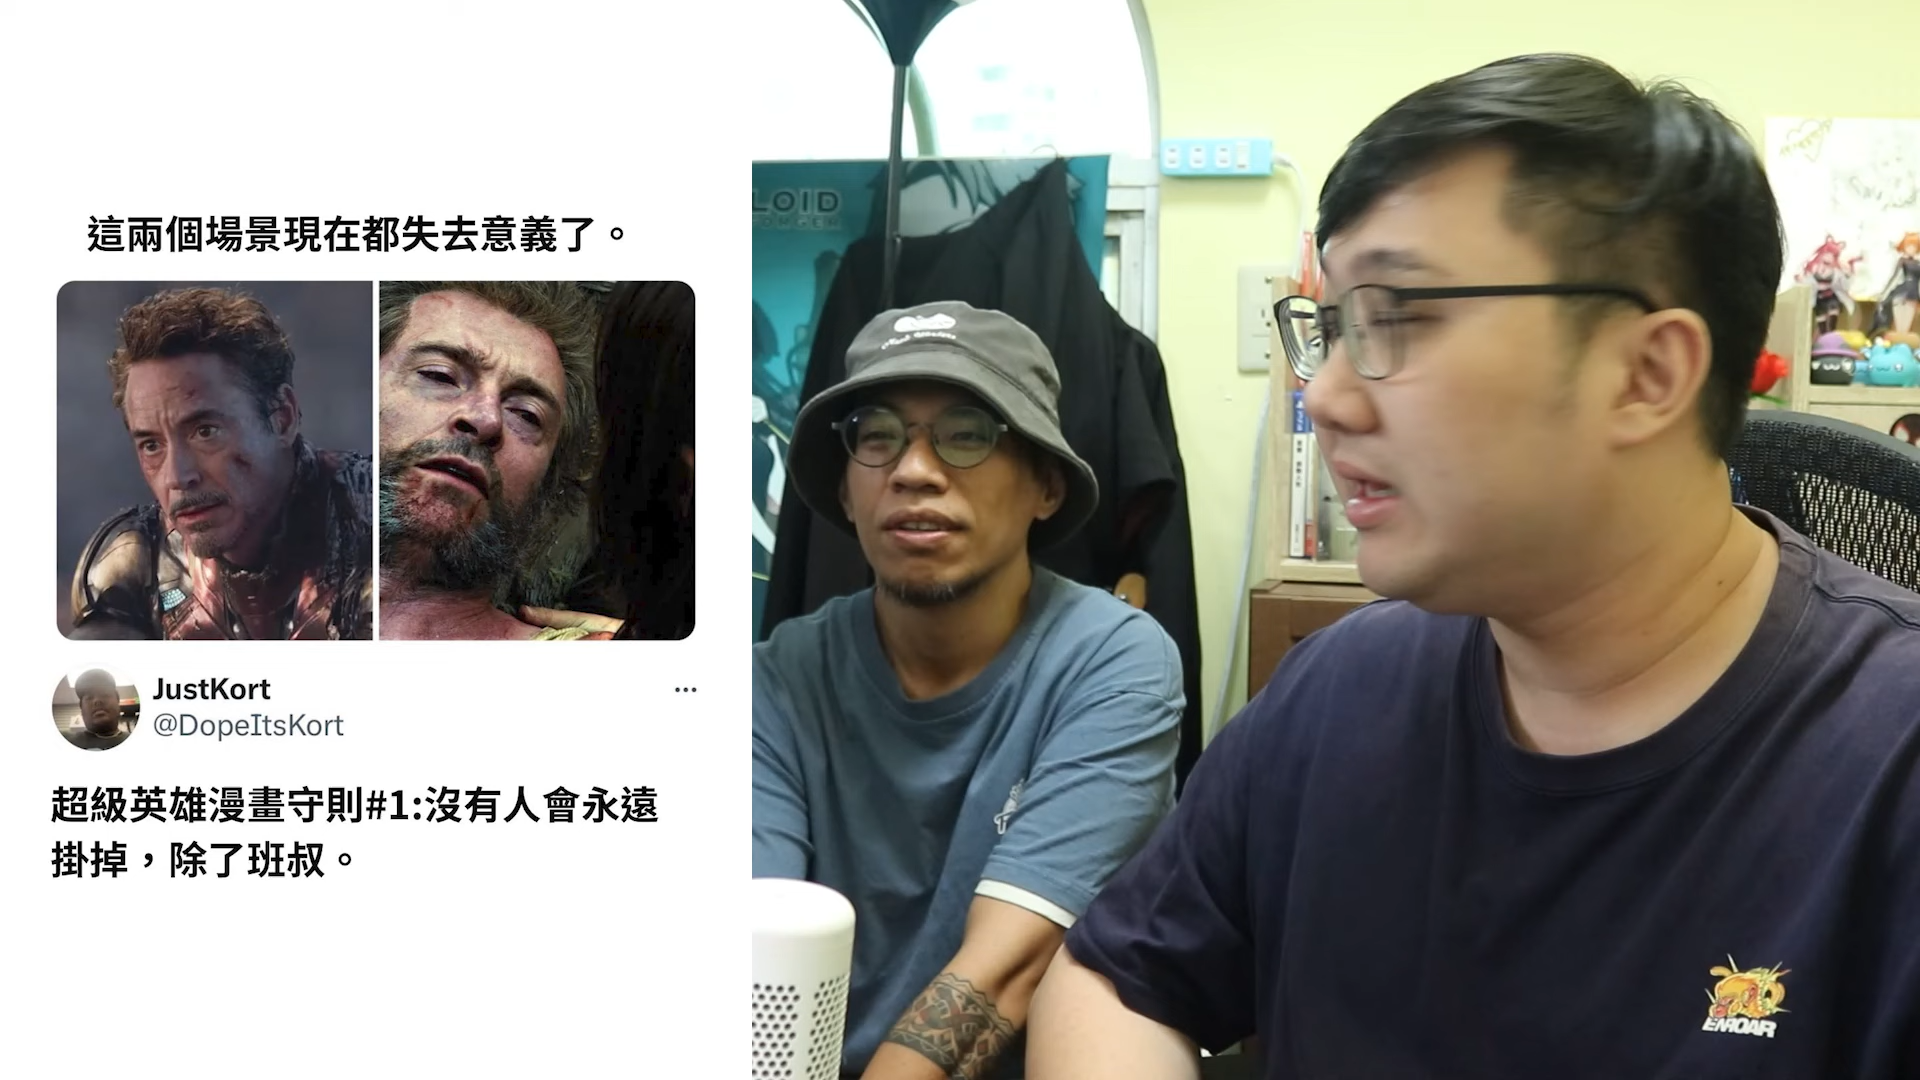 這兩個場景現在都失去意義了。
JustKort
@DopeItsKort
超級英雄漫畫守則#1:沒有人會永遠
掛掉，除了班叔。
LOID
ENROAR